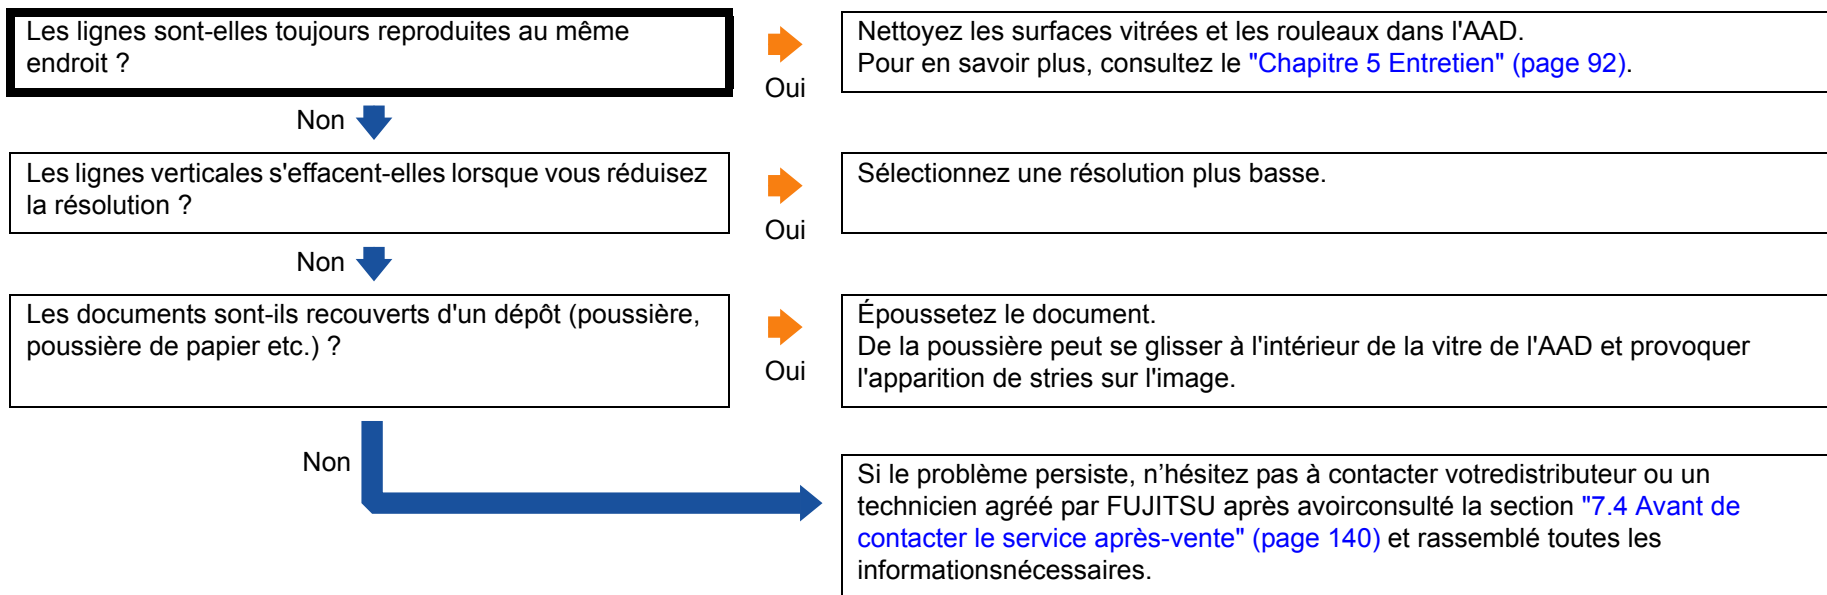 Les lignes sont-elles toujours reproduites au même
endroit ?
Oui
Nettoyez les surfaces vitrées et les rouleaux dans l'AAD.
Pour en savoir plus, consultez le "Chapitre 5 Entretien" (page 92).
Non
Les lignes verticales s'effacent-elles lorsque vous réduisez
la résolution ?
Oui
Sélectionnez une résolution plus basse.
Non
Les documents sont-ils recouverts d'un dépôt (poussière,
poussière de papier etc.) ?
Oui
Époussetez le document.
De la poussière peut se glisser à l'intérieur de la vitre de l'AAD et provoquer
l'apparition de stries sur l'image.
Non
Si le problème persiste, n’hésitez pas à contacter votredistributeur ou un
technicien agréé par FUJITSU après avoirconsulté la section "7.4 Avant de
contacter le service après-vente" (page 140) et rassemblé toutes les
informationsnécessaires.